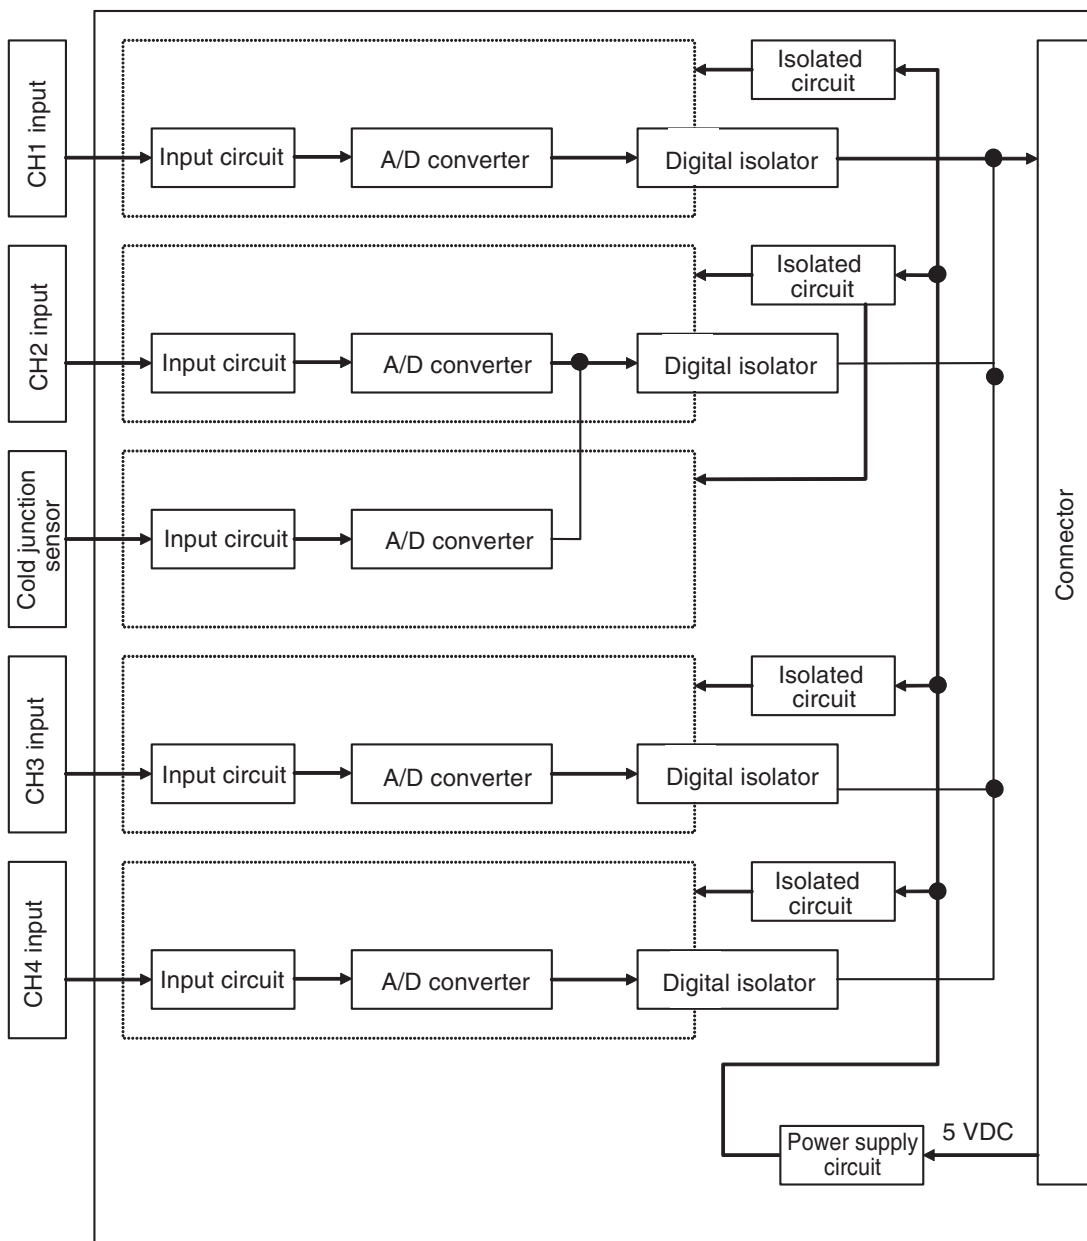 CH1 input
Isolated
circuit
Input circuit
A/D converter
Digital isolator
CH2 input
Isolated
circuit
Input circuit
A/D converter
Digital isolator
Cold junction
sensor
Input circuit
A/D converter
Connector
CH3 input
Isolated
circuit
Input circuit
A/D converter
Digital isolator
CH4 input
Isolated
circuit
Input circuit
A/D converter
Digital isolator
Power supply
circuit
5 VDC